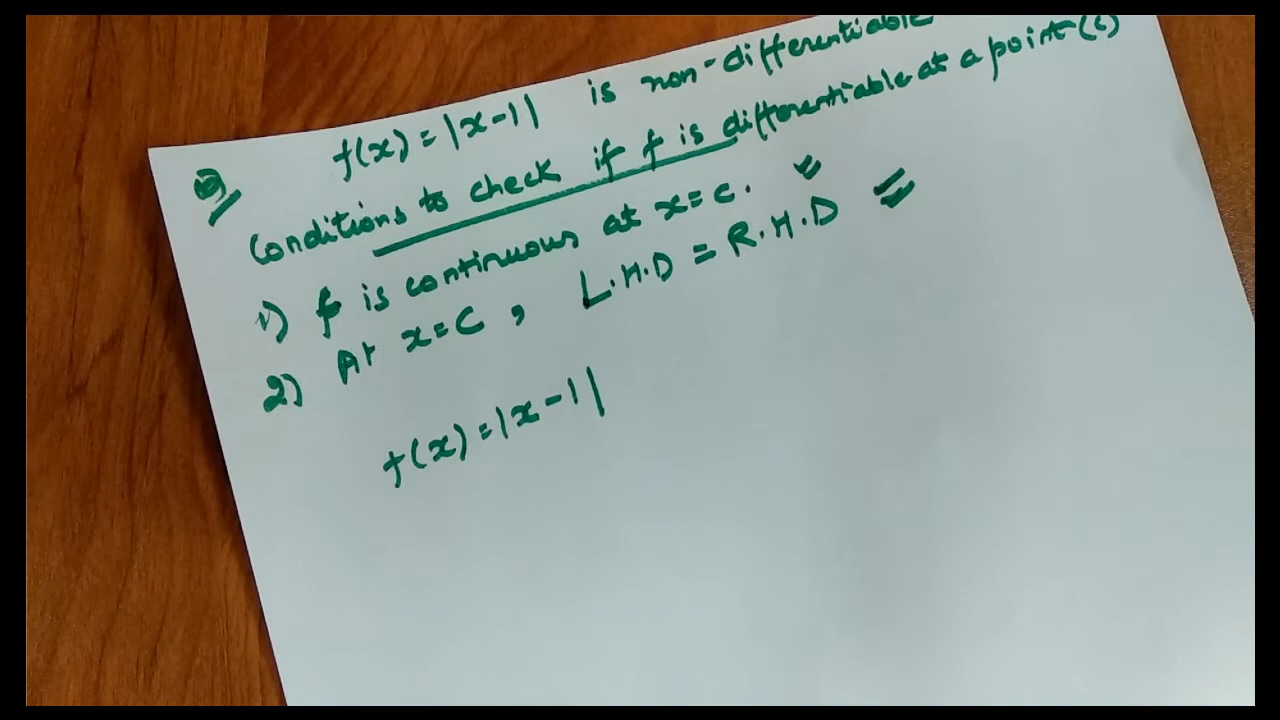 f(x) = |x-1| is non-differentiable
Conditions to check if f is differentiable at a point (c)
1) f is continuous at x=c.
2) At x=c, L.H.D = R.H.D
f(x) = |x-1|